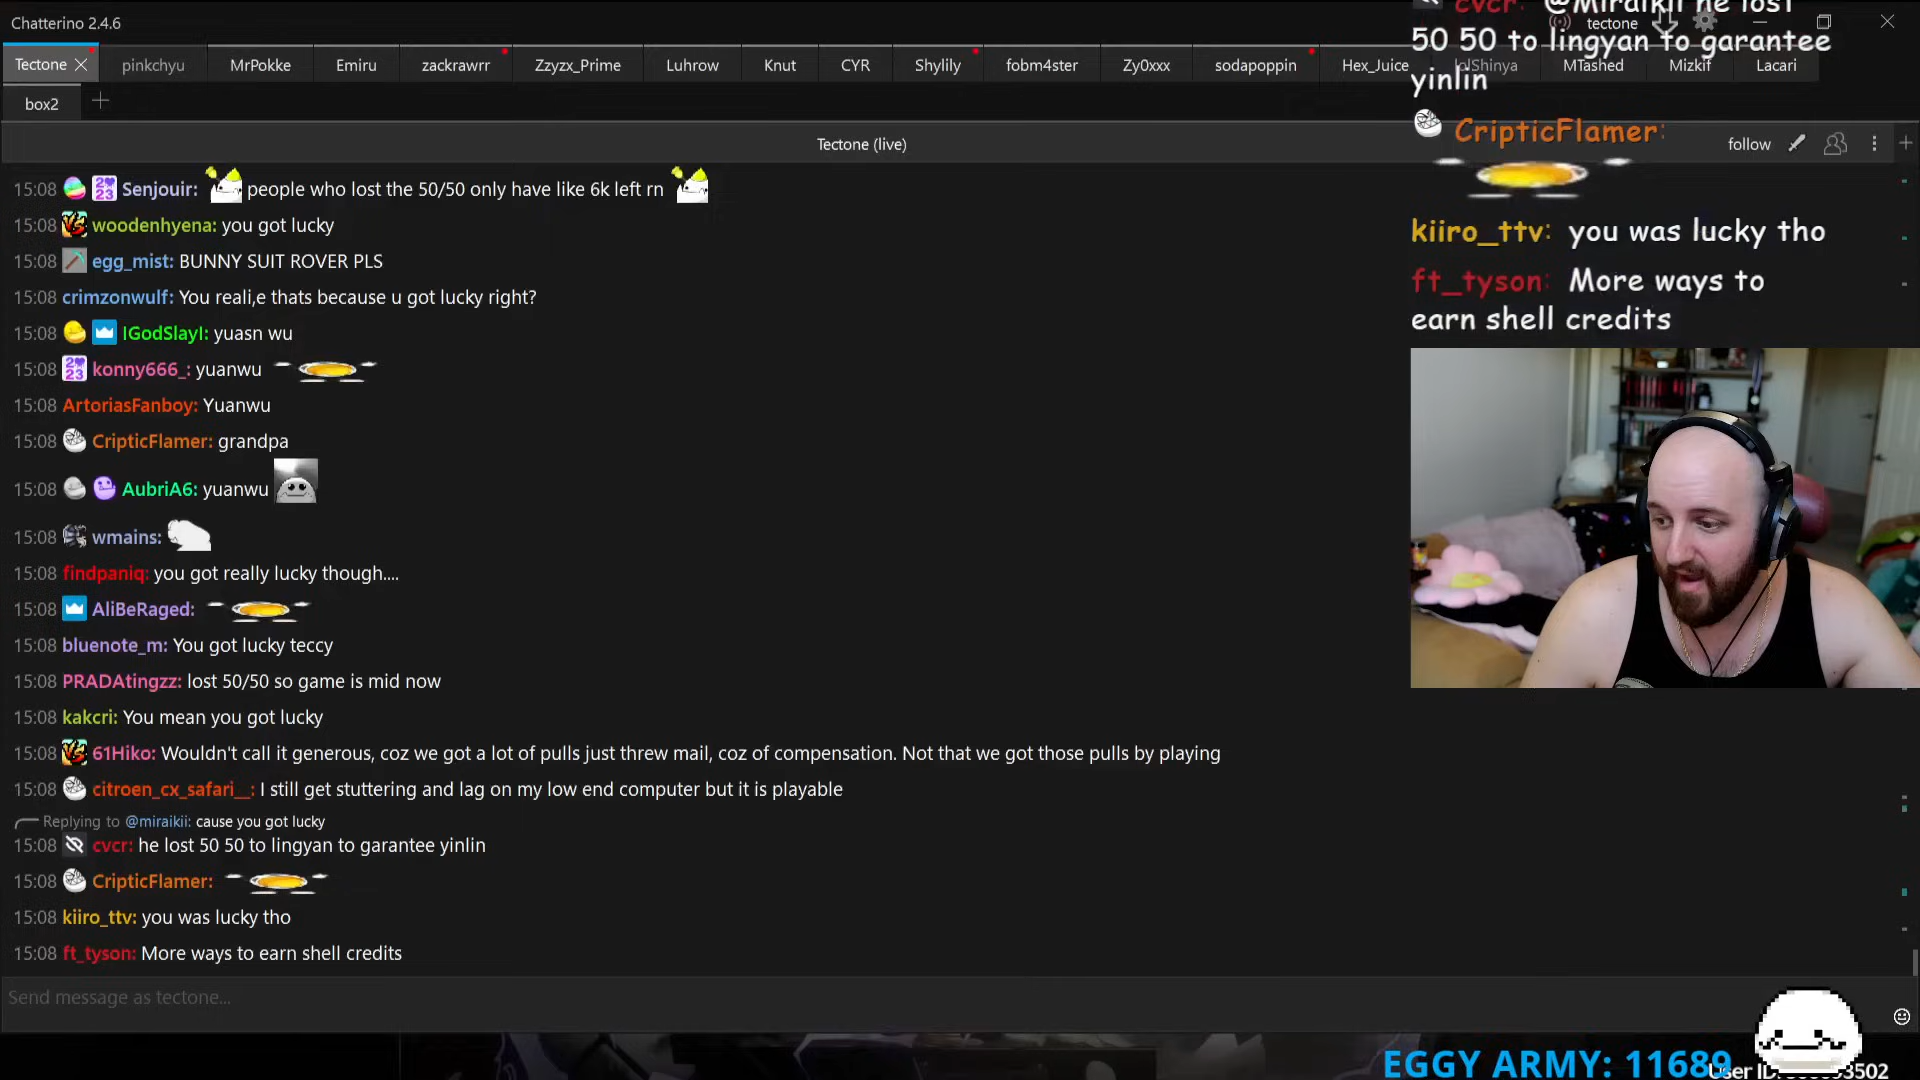 Chatterino 2.4.6
tectone
Tectone
pinkchyu
MrPokke
Emiru
zackrawrr
Zzyzx_Prime
Luhrow
Knut
CYR
Shylily
fobm4ster
Zy0xxx
sodapoppin
Hex_Juice
lolShinya
MTashed
Mizkif
Lacari
box2
Tectone (live)
follow
15:08 Senjouir: people who lost the 50/50 only have like 6k left rn
15:08 woodenhyena: you got lucky
15:08 egg_mist: BUNNY SUIT ROVER PLS
15:08 crimzonwulf: You reali,e thats because u got lucky right?
15:08 IGodSlayI: yuasn wu
15:08 konny666_: yuanwu
15:08 ArtoriasFanboy: Yuanwu
15:08 CripticFlamer: grandpa
15:08 AubriA6: yuanwu
15:08 wmains:
15:08 findpaniq: you got really lucky though....
15:08 AliBeRaged:
15:08 bluenote_m: You got lucky teccy
15:08 PRADAtingzz: lost 50/50 so game is mid now
15:08 kakcri: You mean you got lucky
15:08 61Hiko: Wouldn't call it generous, coz we got a lot of pulls just threw mail, coz of compensation. Not that we got those pulls by playing
15:08 citroen_cx_safari__: I still get stuttering and lag on my low end computer but it is playable
Replying to @miraikii: cause you got lucky
15:08 cvcr: he lost 50 50 to lingyan to garantee yinlin
15:08 CripticFlamer:
15:08 kiiro_ttv: you was lucky tho
15:08 ft_tyson: More ways to earn shell credits
Send message as tectone...
cvcr: @Miraikii he lost
50 50 to lingyan to garantee
yinlin
CripticFlamer:
kiiro_ttv: you was lucky tho
ft_tyson: More ways to
earn shell credits
EGGY ARMY: 11689
User ID:
3502